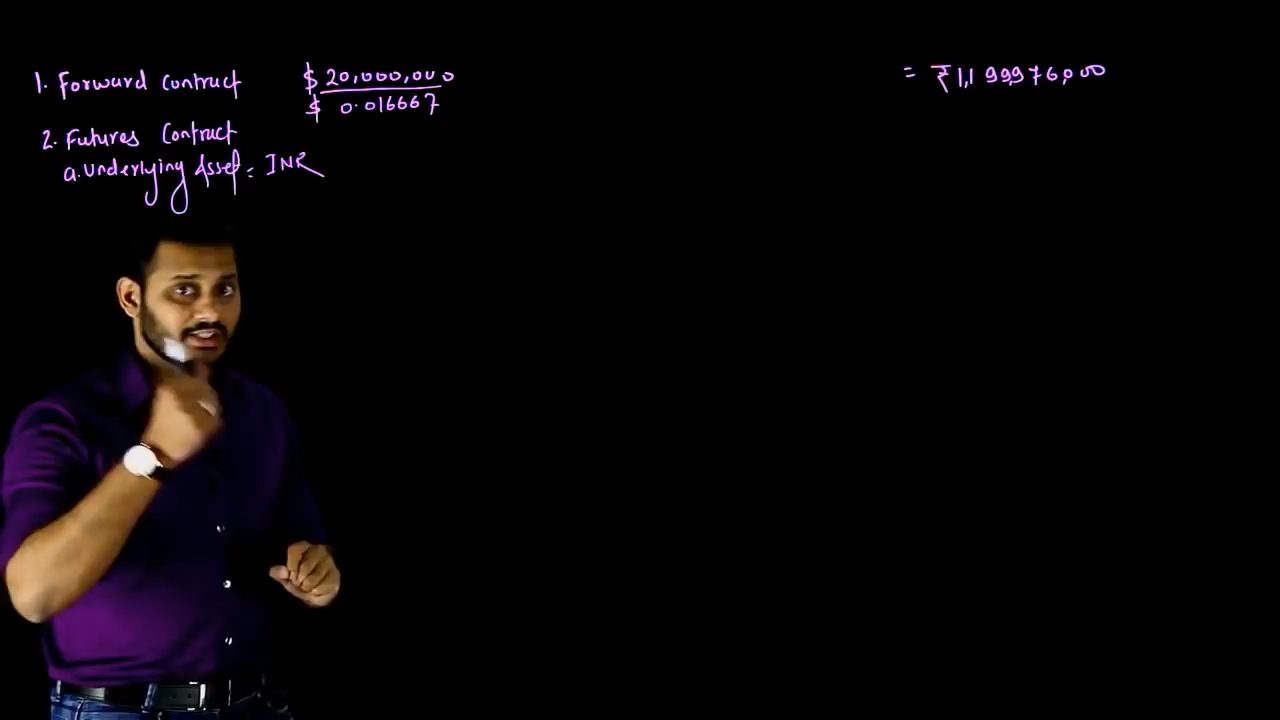 1. Forward Contract $ 20,000,000 = ₹1,199976,000
$ 0.016667
2. Futures Contract
a. Underlying Asset = INR